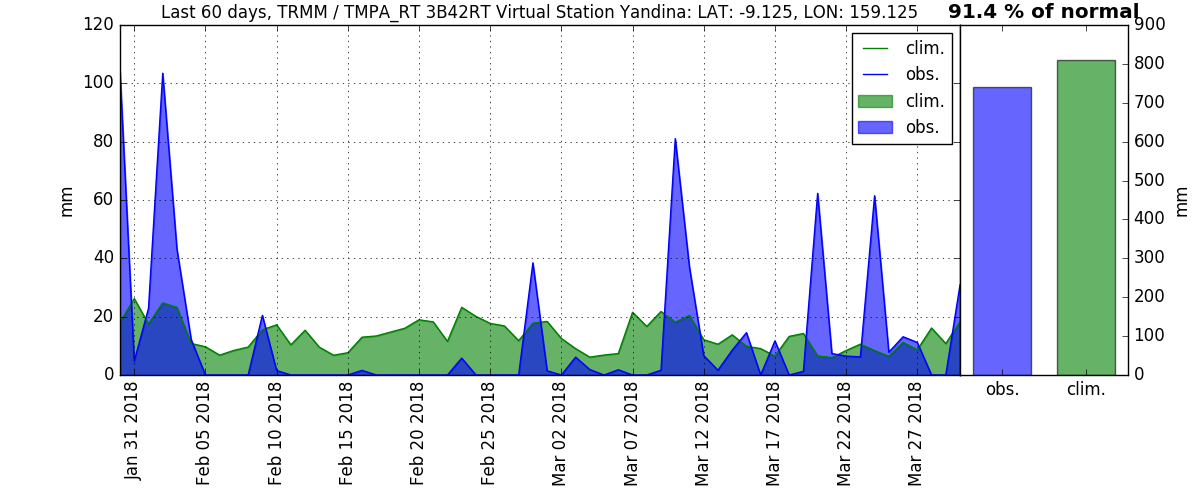 Last 60 days, TRMM / TMPA_RT 3B42RT Virtual Station Yandina: LAT: -9.125, LON: 159.125
91.4 % of normal
120
100
80
60
40
20
0
mm
clim.
obs.
clim.
obs.
900
800
700
600
500
400
300
200
100
0
mm
Jan 31 2018
Feb 05 2018
Feb 10 2018
Feb 15 2018
Feb 20 2018
Feb 25 2018
Mar 02 2018
Mar 07 2018
Mar 12 2018
Mar 17 2018
Mar 22 2018
Mar 27 2018
obs.
clim.